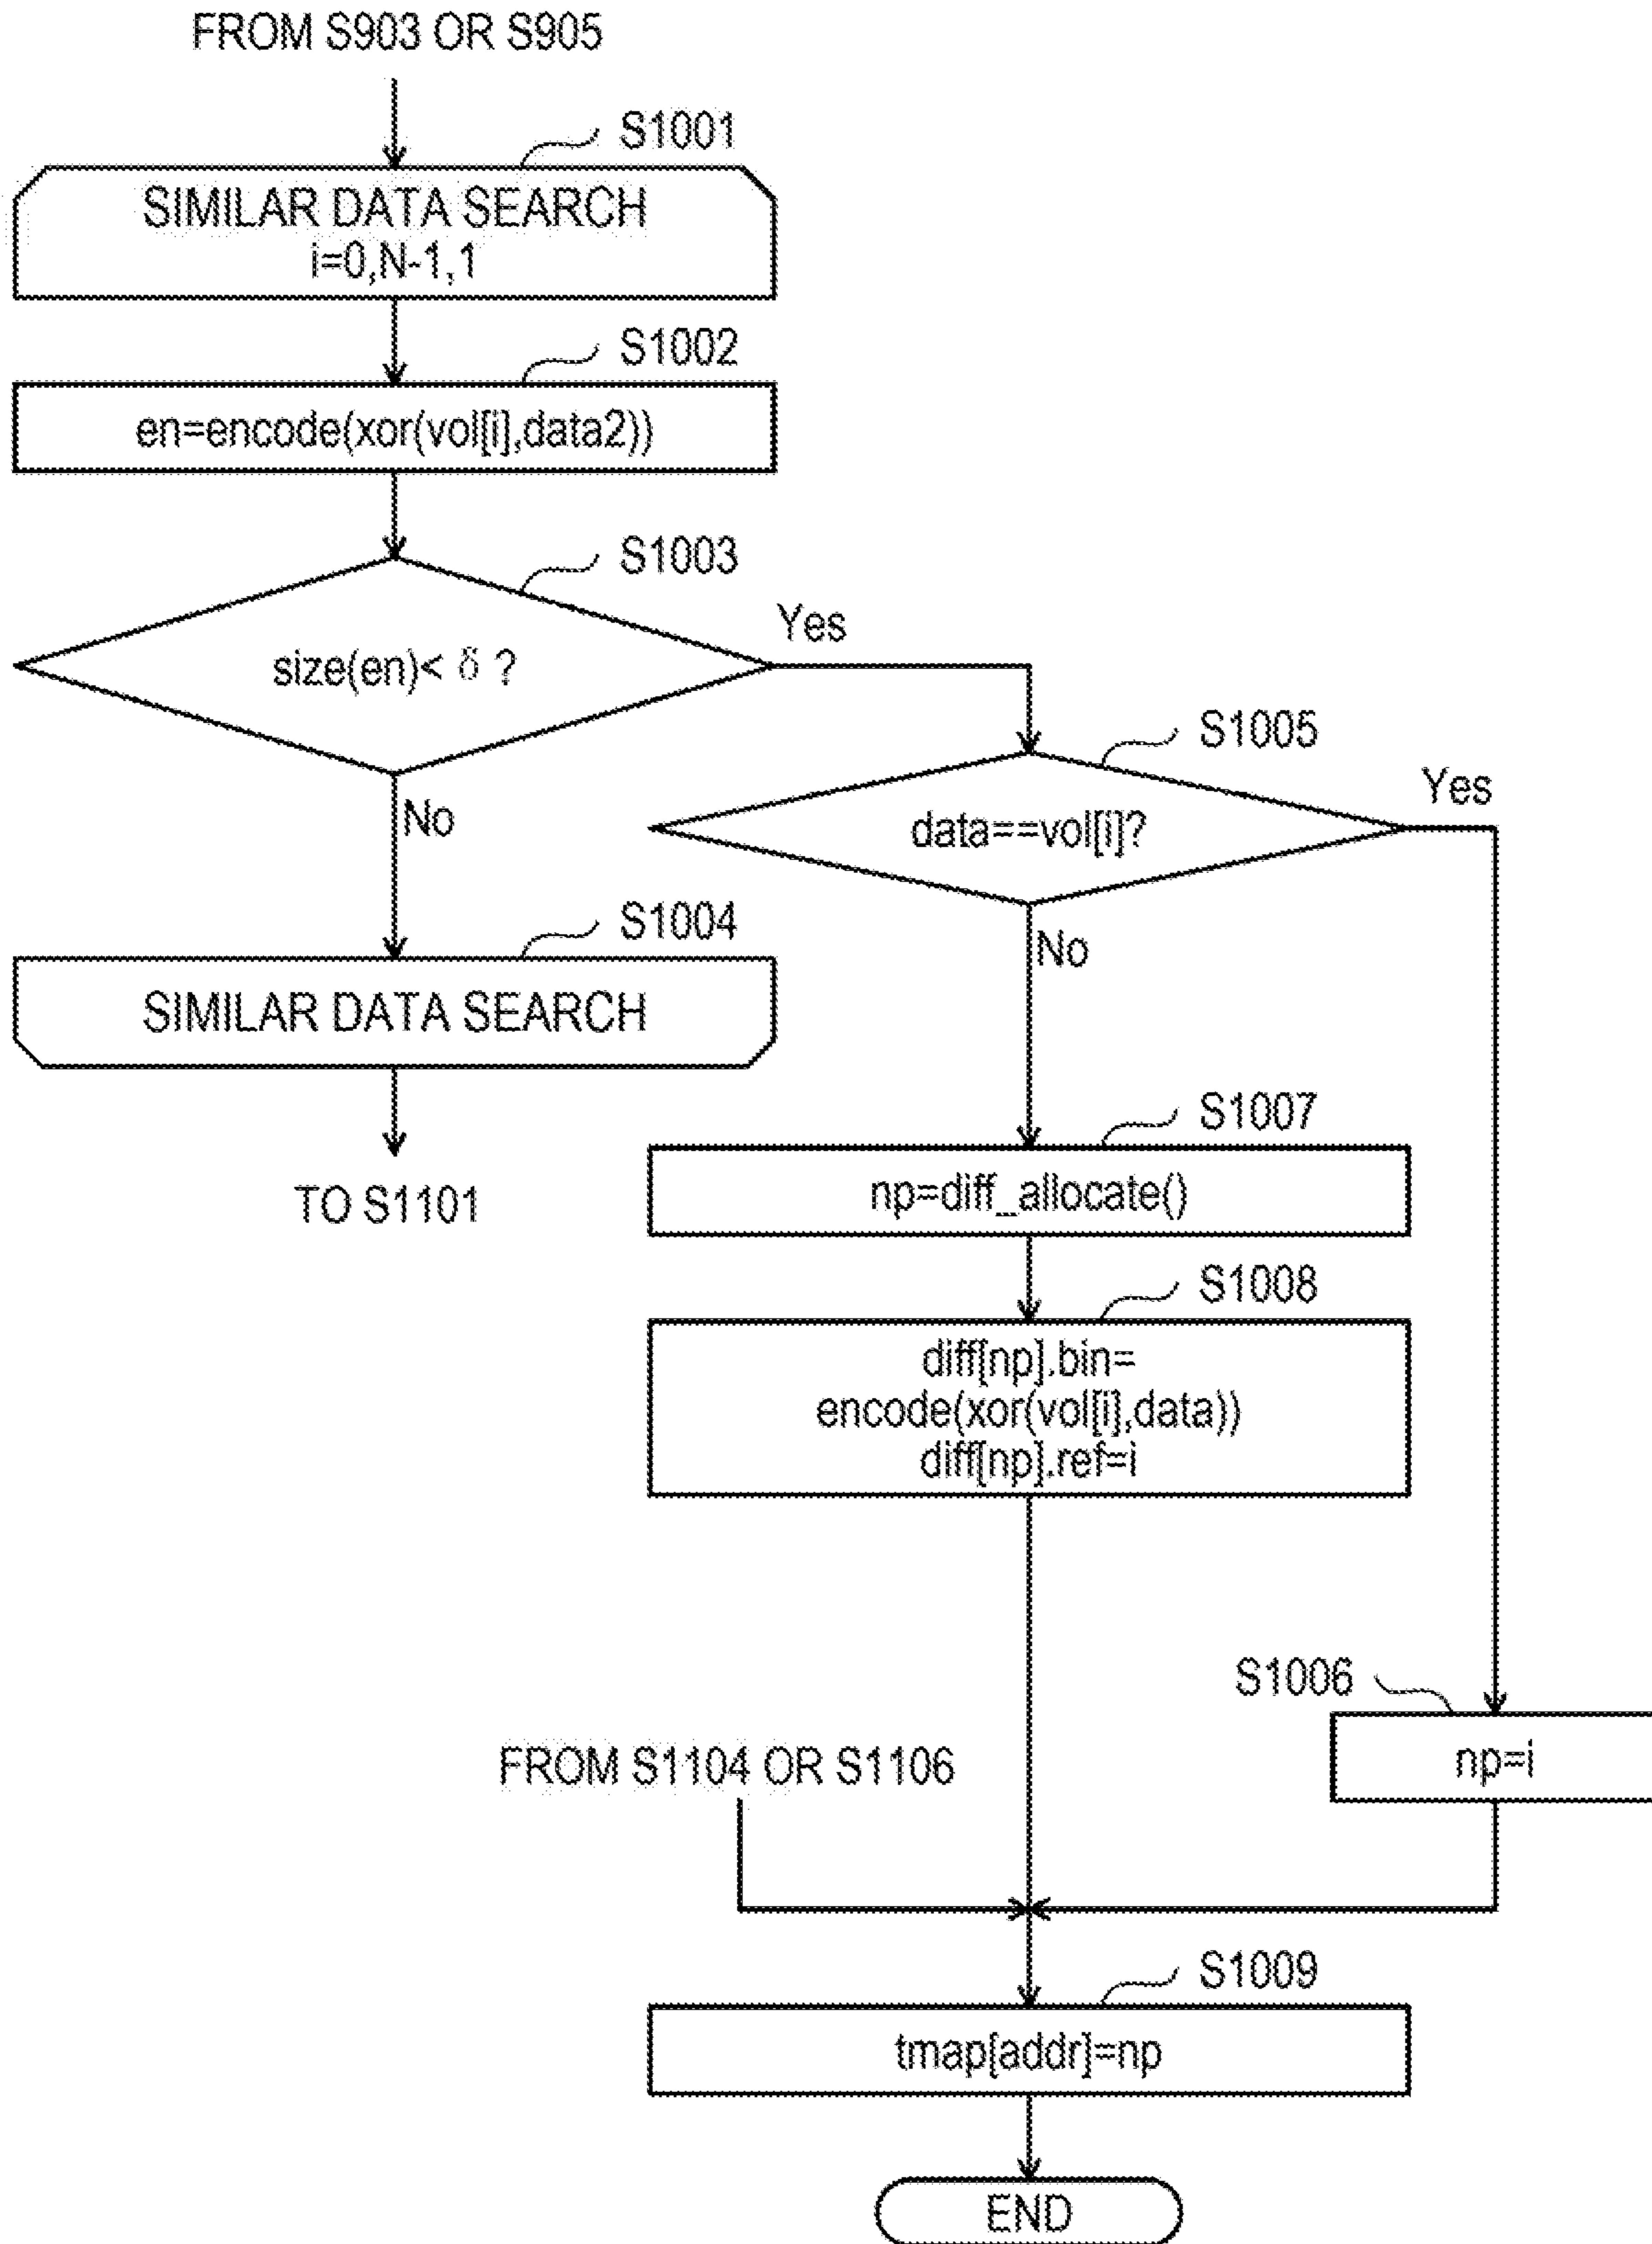 FROM S903 OR S905
S1001
SIMILAR DATA SEARCH
i=0,N-1,1
S1002
en=encode(xor(vol[i],data2))
S1003
Yes
size(en)< δ ?
S1005
Yes
data==vol[i]?
No
No
S1004
SIMILAR DATA SEARCH
S1007
TO S1101
np=diff_allocate()
S1008
diff[np].bin=
encode(xor(vol[i],data))
diff[np].ref=i
S1006
FROM S1104 OR S1106
np=i
S1009
tmap[addr]=np
END